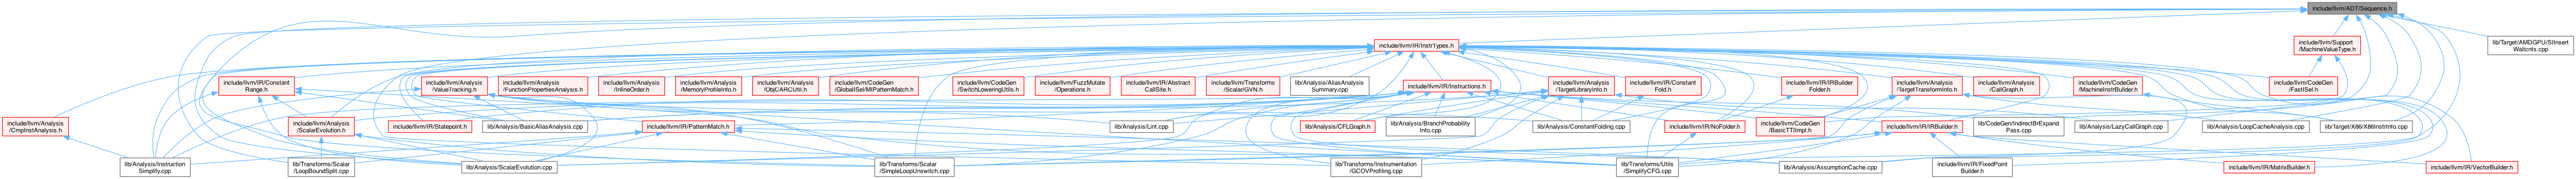 include/llvm/ADT/Sequence.h
include/llvm/IR/InstrTypes.h
include/llvm/Support
/MachineValueType.h
lib/Target/AMDGPU/SIInsert
Waitcnts.cpp
include/llvm/IR/Constant
Range.h
include/llvm/Analysis
/ValueTracking.h
include/llvm/Analysis
/FunctionPropertiesAnalysis.h
include/llvm/Analysis
/InlineOrder.h
include/llvm/Analysis
/MemoryProfileInfo.h
include/llvm/Analysis
/ObjCARCUtil.h
include/llvm/CodeGen
/GlobalISel/MIPatternMatch.h
include/llvm/CodeGen
/SwitchLoweringUtils.h
include/llvm/FuzzMutate
/Operations.h
include/llvm/IR/Abstract
CallSite.h
include/llvm/Transforms
/Scalar/GVN.h
lib/Analysis/AliasAnalysis
Summary.cpp
include/llvm/IR/Instructions.h
include/llvm/Analysis
/TargetLibraryInfo.h
include/llvm/IR/Constant
Fold.h
include/llvm/IR/IRBuilder
Folder.h
include/llvm/Analysis
/TargetTransformInfo.h
include/llvm/Analysis
/CallGraph.h
include/llvm/CodeGen
/MachineInstrBuilder.h
include/llvm/CodeGen
/FastISel.h
include/llvm/Analysis
/CmpInstAnalysis.h
include/llvm/Analysis
/ScalarEvolution.h
include/llvm/IR/Statepoint.h
lib/Analysis/BasicAliasAnalysis.cpp
include/llvm/IR/PatternMatch.h
lib/Analysis/Lint.cpp
include/llvm/Analysis/CFLGraph.h
lib/Analysis/BranchProbability
Info.cpp
lib/Analysis/ConstantFolding.cpp
include/llvm/IR/NoFolder.h
include/llvm/CodeGen
/BasicTTIImpl.h
include/llvm/IR/IRBuilder.h
lib/CodeGen/IndirectBrExpand
Pass.cpp
lib/Analysis/LazyCallGraph.cpp
lib/Analysis/LoopCacheAnalysis.cpp
lib/Target/X86/X86InstrInfo.cpp
lib/Analysis/Instruction
Simplify.cpp
lib/Transforms/Scalar
/LoopBoundSplit.cpp
lib/Analysis/ScalarEvolution.cpp
lib/Transforms/Scalar
/SimpleLoopUnswitch.cpp
lib/Transforms/Instrumentation
/GCOVProfiling.cpp
lib/Transforms/Utils
/SimplifyCFG.cpp
lib/Analysis/AssumptionCache.cpp
include/llvm/IR/FixedPoint
Builder.h
include/llvm/IR/MatrixBuilder.h
include/llvm/IR/VectorBuilder.h